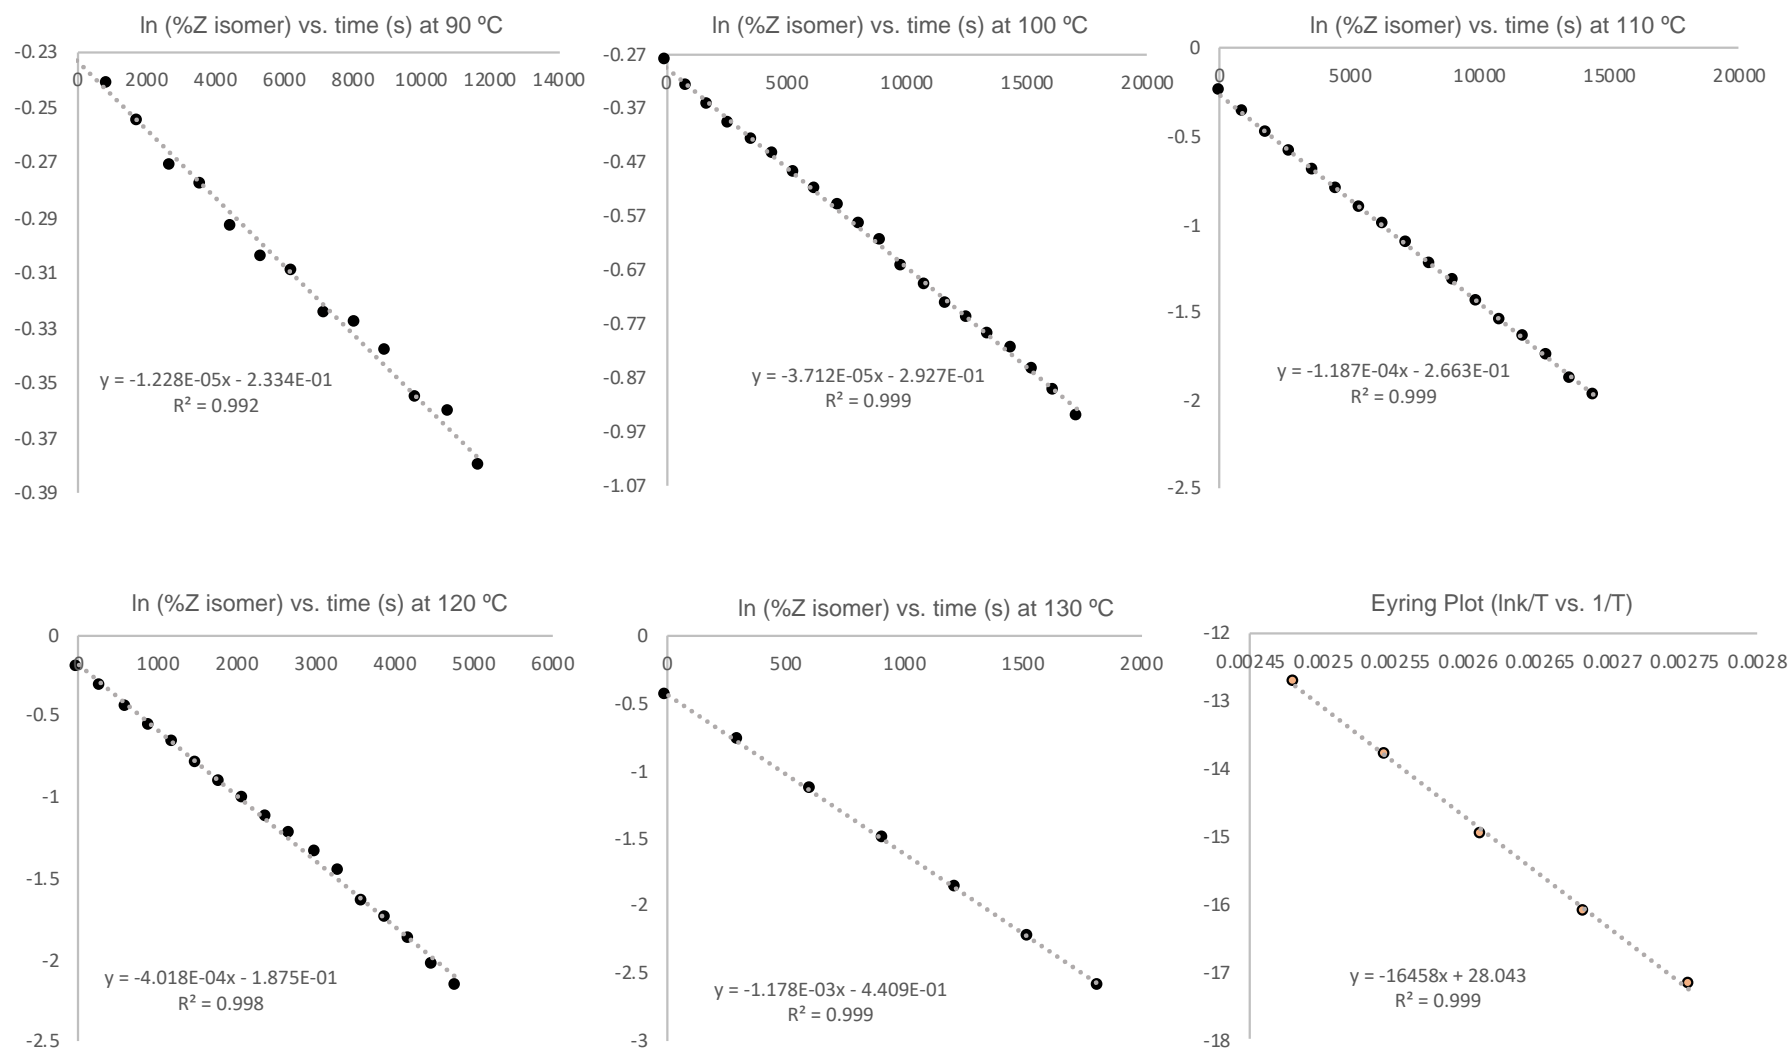 ln (%Z isomer) vs. time (s) at 90 ºC
-0.23
0 2000 4000 6000 8000 10000 12000 14000
-0.25
-0.27
-0.29
-0.31
-0.33
-0.35
-0.37
-0.39
y = -1.228E-05x - 2.334E-01
R² = 0.992
ln (%Z isomer) vs. time (s) at 100 ºC
-0.27
0 5000 10000 15000 20000
-0.37
-0.47
-0.57
-0.67
-0.77
-0.87
-0.97
-1.07
y = -3.712E-05x - 2.927E-01
R² = 0.999
ln (%Z isomer) vs. time (s) at 110 ºC
0
0 5000 10000 15000 20000
-0.5
-1
-1.5
-2
-2.5
y = -1.187E-04x - 2.663E-01
R² = 0.999
ln (%Z isomer) vs. time (s) at 120 ºC
0
0 1000 2000 3000 4000 5000 6000
-0.5
-1
-1.5
-2
-2.5
y = -4.018E-04x - 1.875E-01
R² = 0.998
ln (%Z isomer) vs. time (s) at 130 ºC
0
0 500 1000 1500 2000
-0.5
-1
-1.5
-2
-2.5
-3
y = -1.178E-03x - 4.409E-01
R² = 0.999
Eyring Plot (lnk/T vs. 1/T)
-12
0.00245 0.0025 0.00255 0.0026 0.00265 0.0027 0.00275 0.0028
-13
-14
-15
-16
-17
-18
y = -16458x + 28.043
R² = 0.999